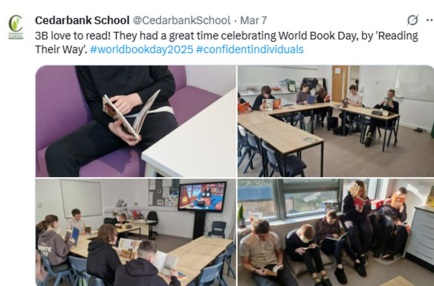 Cedarbank School @CedarbankSchool · Mar 7
3B love to read! They had a great time celebrating World Book Day, by 'Reading
Their Way'. #worldbookday2025 #confidentindividuals